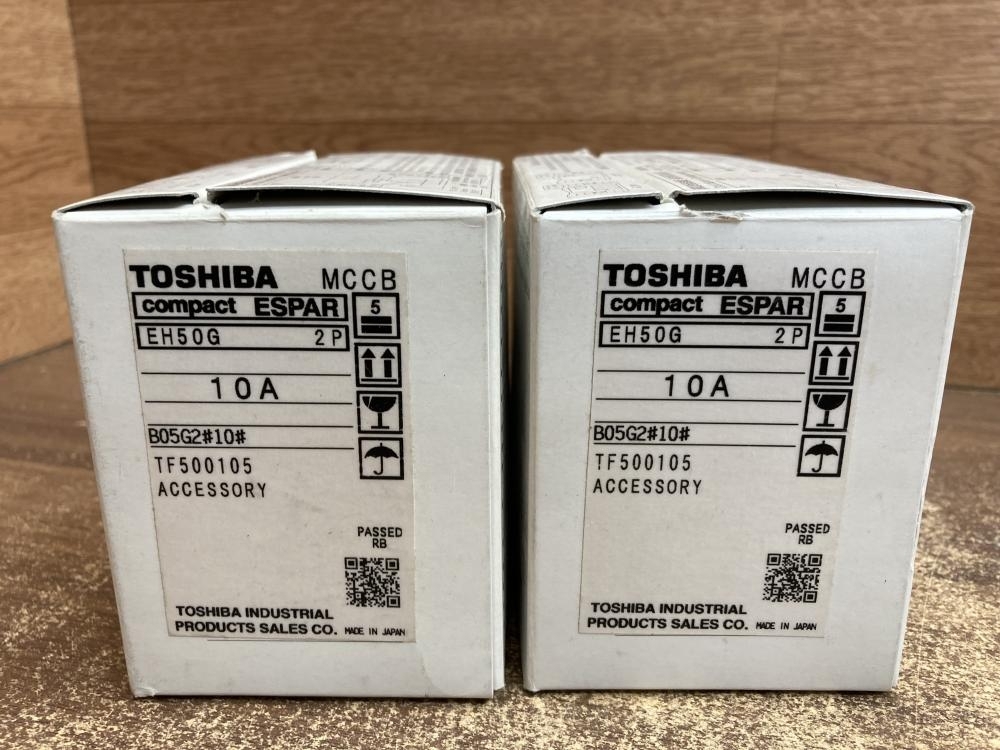 TOSHIBA MCCB
compact ESPAR
5
EH50G 2P
10A
B05G2#10#
TF500105
ACCESSORY
PASSED
RB
TOSHIBA INDUSTRIAL
PRODUCTS SALES CO. MADE IN JAPAN
TOSHIBA MCCB
compact ESPAR
5
EH50G 2P
10A
B05G2#10#
TF500105
ACCESSORY
PASSED
RB
TOSHIBA INDUSTRIAL
PRODUCTS SALES CO. MADE IN JAPAN